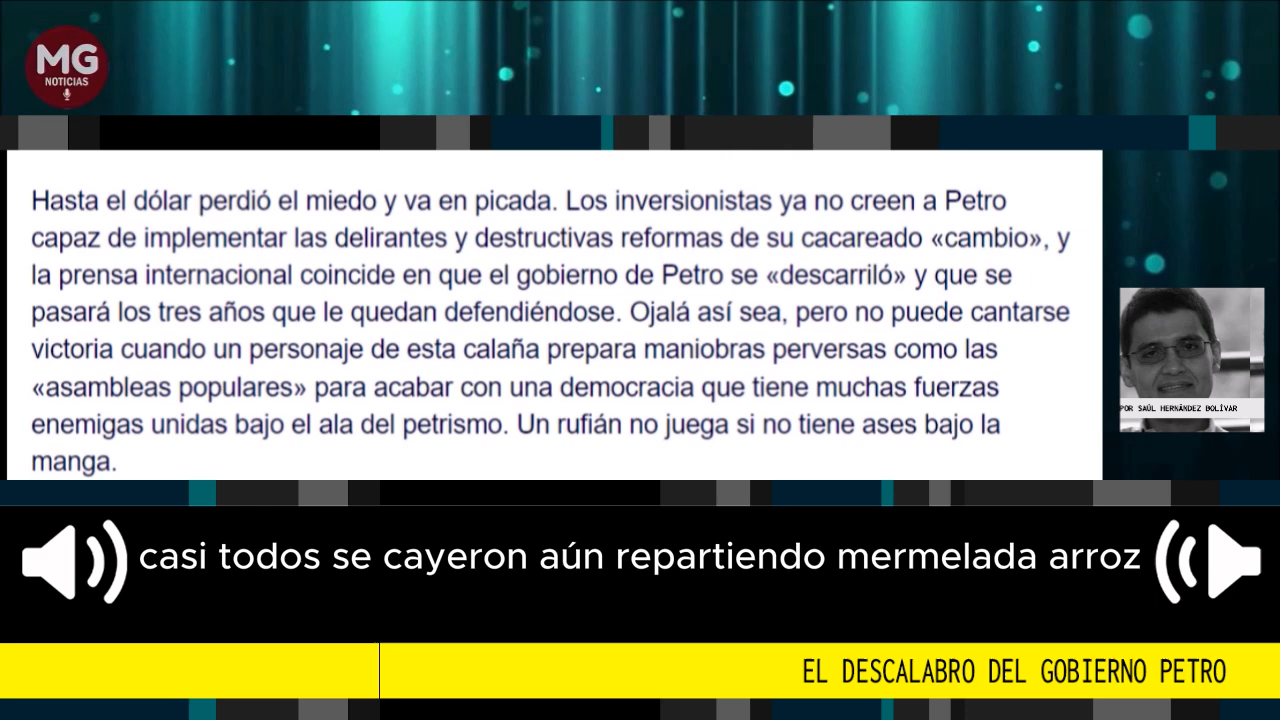 MG
NOTICIAS
Hasta el dólar perdió el miedo y va en picada. Los inversionistas ya no creen a Petro
capaz de implementar las delirantes y destructivas reformas de su cacareado «cambio», y
la prensa internacional coincide en que el gobierno de Petro se «descarriló» y que se
pasará los tres años que le quedan defendiéndose. Ojalá así sea, pero no puede cantarse
victoria cuando un personaje de esta calaña prepara maniobras perversas como las
«asambleas populares» para acabar con una democracia que tiene muchas fuerzas
enemigas unidas bajo el ala del petrismo. Un rufián no juega si no tiene ases bajo la
manga.
POR SAÚL HERNÁNDEZ BOLÍVAR
casi todos se cayeron aún repartiendo mermelada arroz
EL DESCALABRO DEL GOBIERNO PETRO